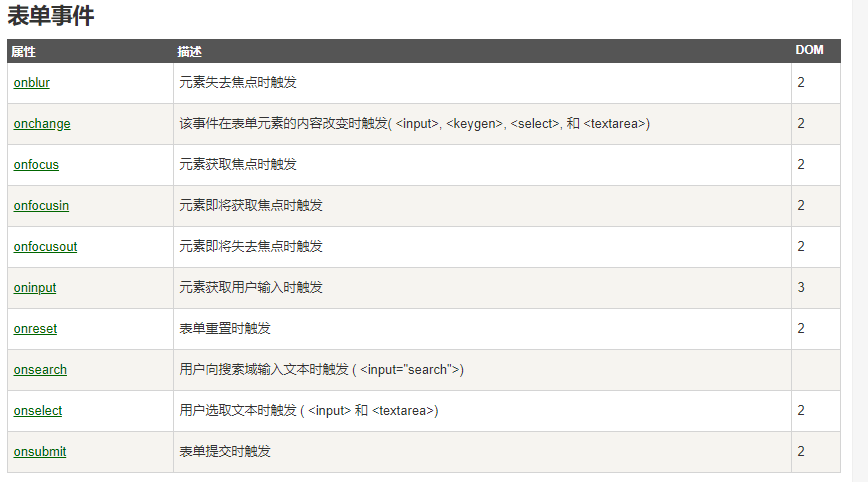 表单事件
属性 描述 DOM
onblur 元素失去焦点时触发 2
onchange 该事件在表单元素的内容改变时触发( <input>, <keygen>, <select>, 和 <textarea>) 2
onfocus 元素获取焦点时触发 2
onfocusin 元素即将获取焦点时触发 2
onfocusout 元素即将失去焦点时触发 2
oninput 元素获取用户输入时触发 3
onreset 表单重置时触发 2
onsearch 用户向搜索域输入文本时触发 ( <input="search">)
onselect 用户选取文本时触发 ( <input> 和 <textarea>) 2
onsubmit 表单提交时触发 2